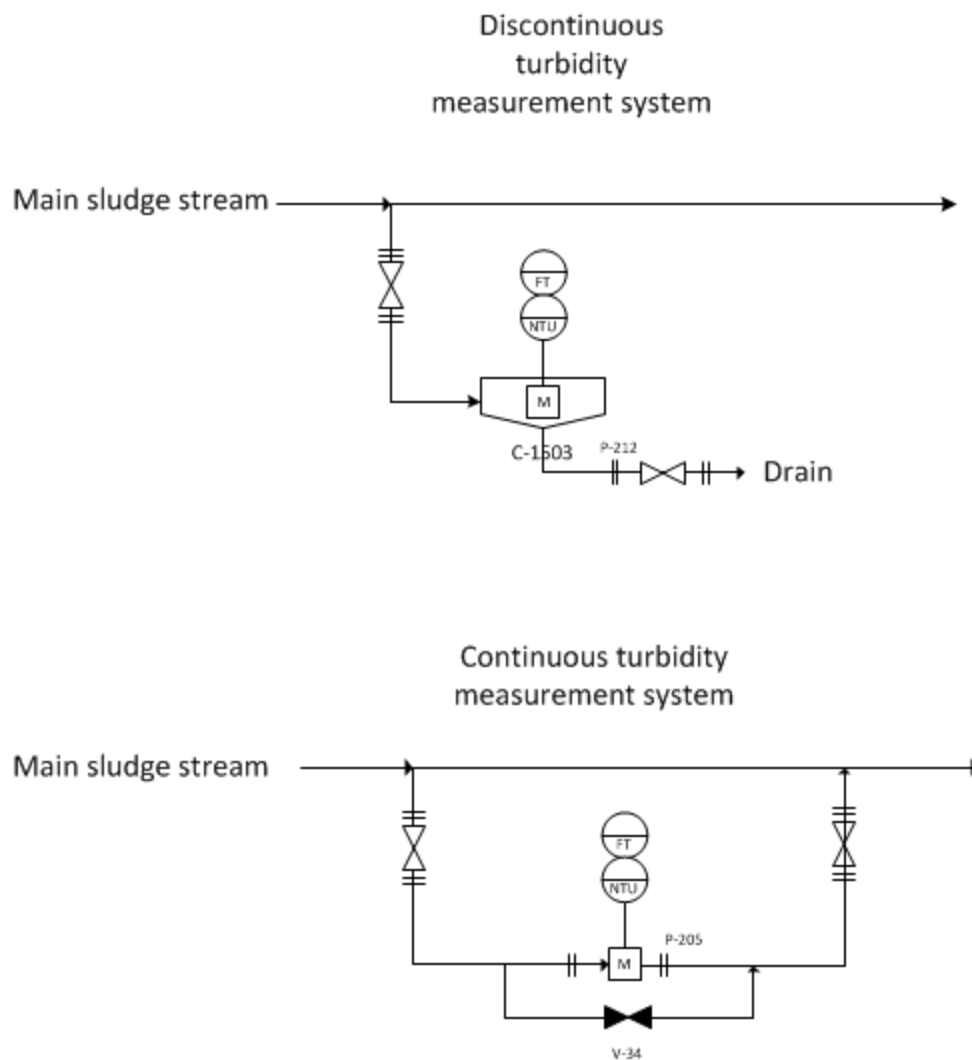 Discontinuous
turbidity
measurement system
Main sludge stream
FT
NTU
M
C-1503
P-212
Drain
Continuous turbidity
measurement system
Main sludge stream
FT
NTU
P-205
M
V-34